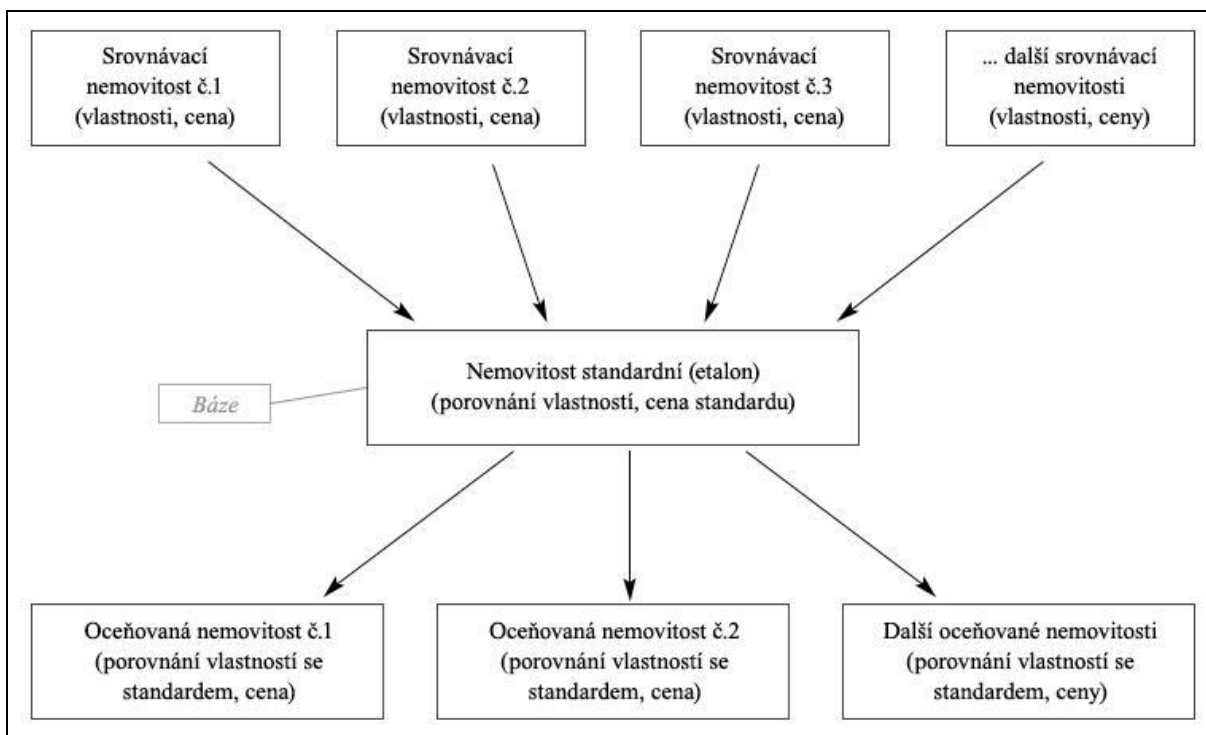 Srovnávací
nemovitost č.1
(vlastnosti, cena)
Srovnávací
nemovitost č.2
(vlastnosti, cena)
Srovnávací
nemovitost č.3
(vlastnosti, cena)
... další srovnávací
nemovitosti
(vlastnosti, ceny)
Nemovitost standardní (etalon)
(porovnání vlastností, cena standardu)
Báze
Oceňovaná nemovitost č.1
(porovnání vlastností se
standardem, cena)
Oceňovaná nemovitost č.2
(porovnání vlastností se
standardem, cena)
Další oceňované nemovitosti
(porovnání vlastností se
standardem, ceny)